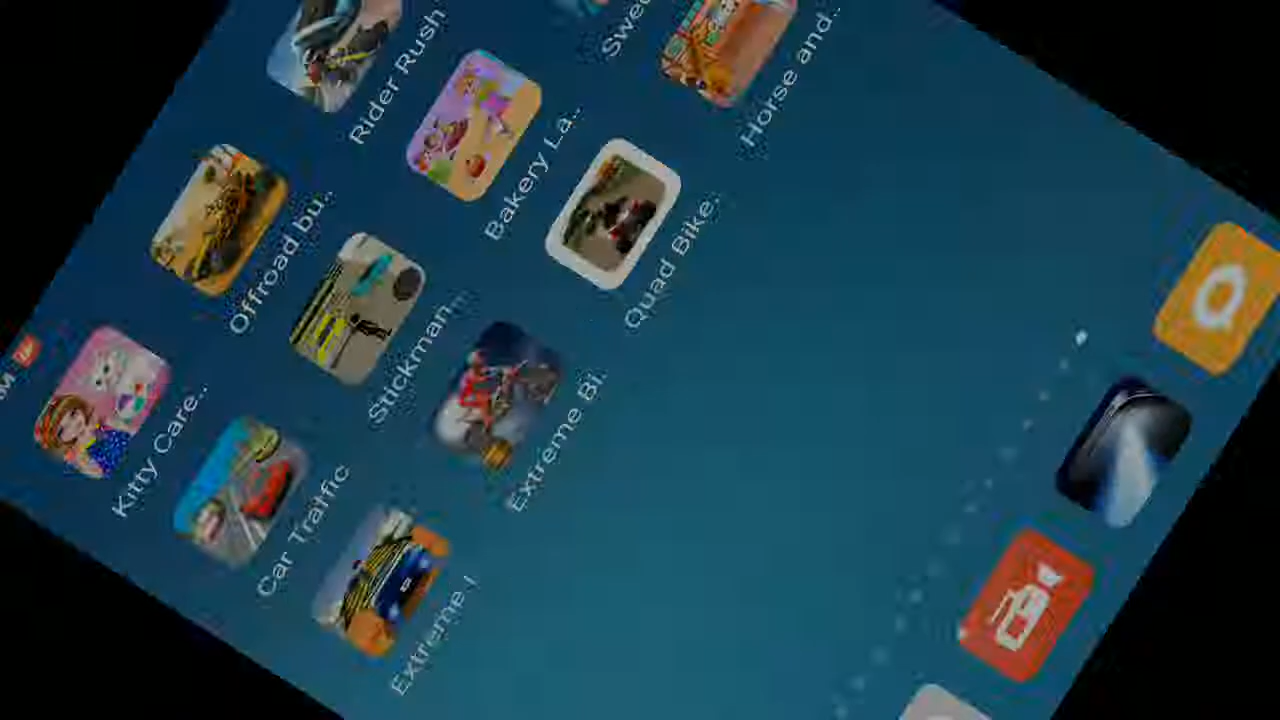 Kitty Care..
Offroad bu..
Rider Rush
Car Traffic
Stickman...
Bakery La..
Extreme
Extreme Bi..
Quad Bike..
Horse and..
Q